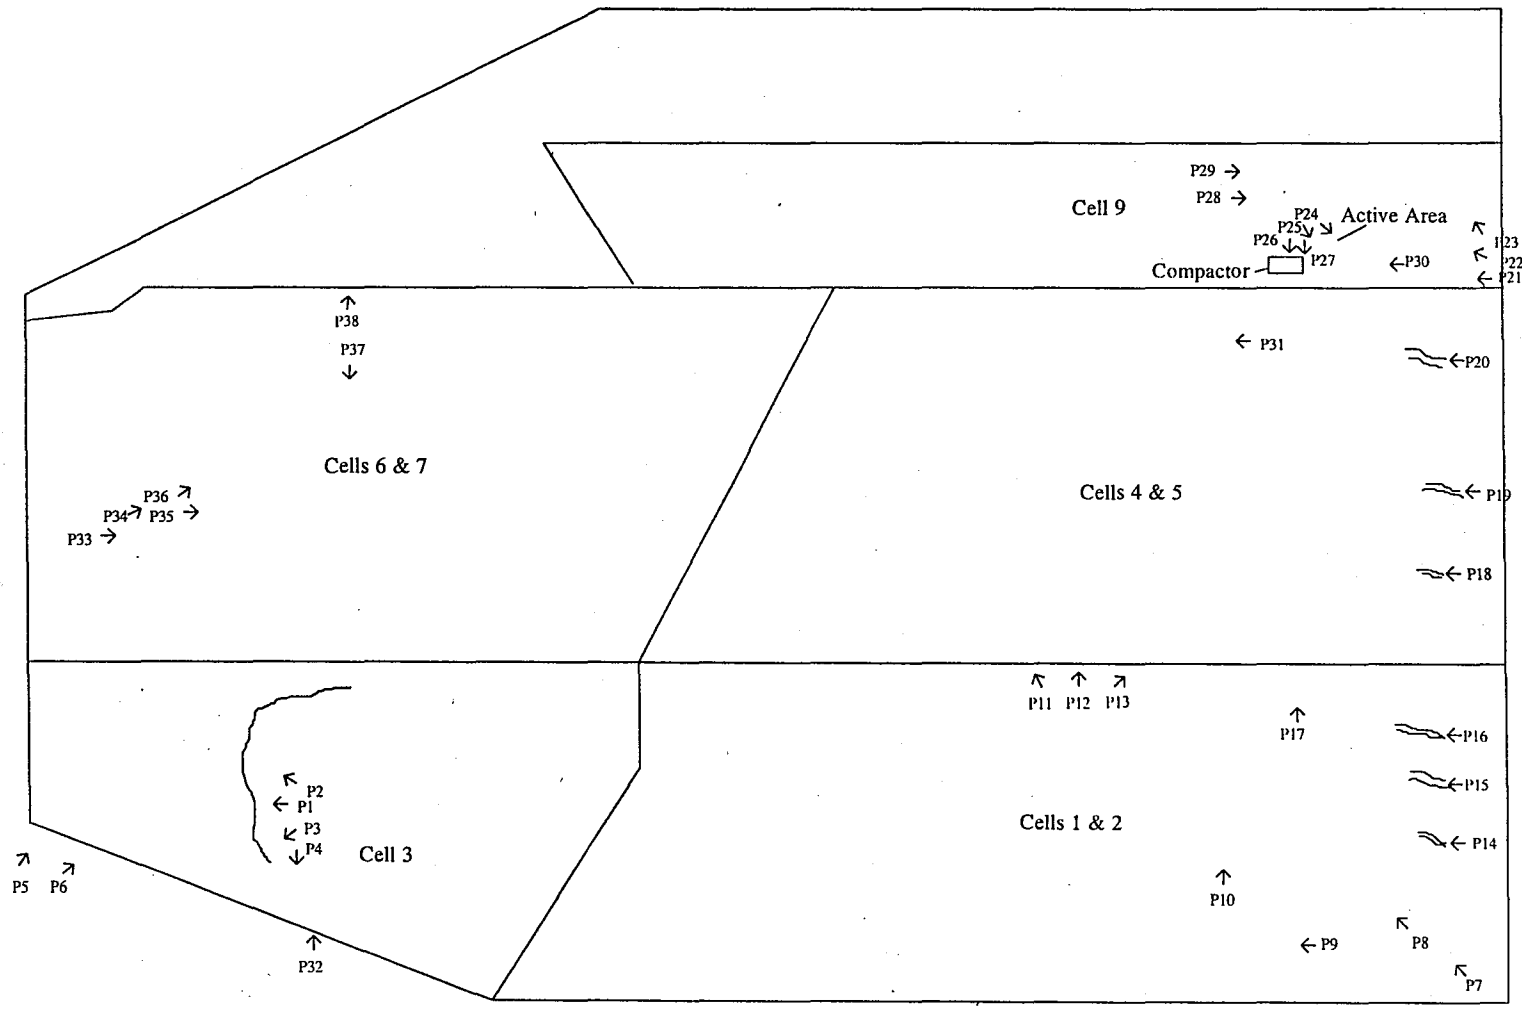 P29
P28
Cell 9
P24
Active Area
P25
P26
P23
P27
P30
P22
Compactor
P21
P38
P37
P31
P20
Cells 6 & 7
P36
Cells 4 & 5
P19
P34
P35
P33
P18
P11
P12
P13
P17
P16
P2
P1
P15
P3
Cells 1 & 2
P4
Cell 3
P14
P5
P6
P10
P9
P8
P32
P7